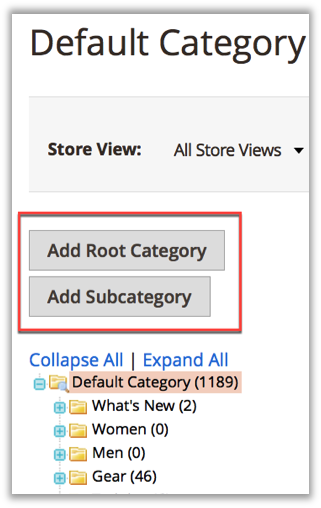 Default Category
Store View: All Store Views
Add Root Category
Add Subcategory
Collapse All | Expand All
Default Category (1189)
What's New (2)
Women (0)
Men (0)
Gear (46)